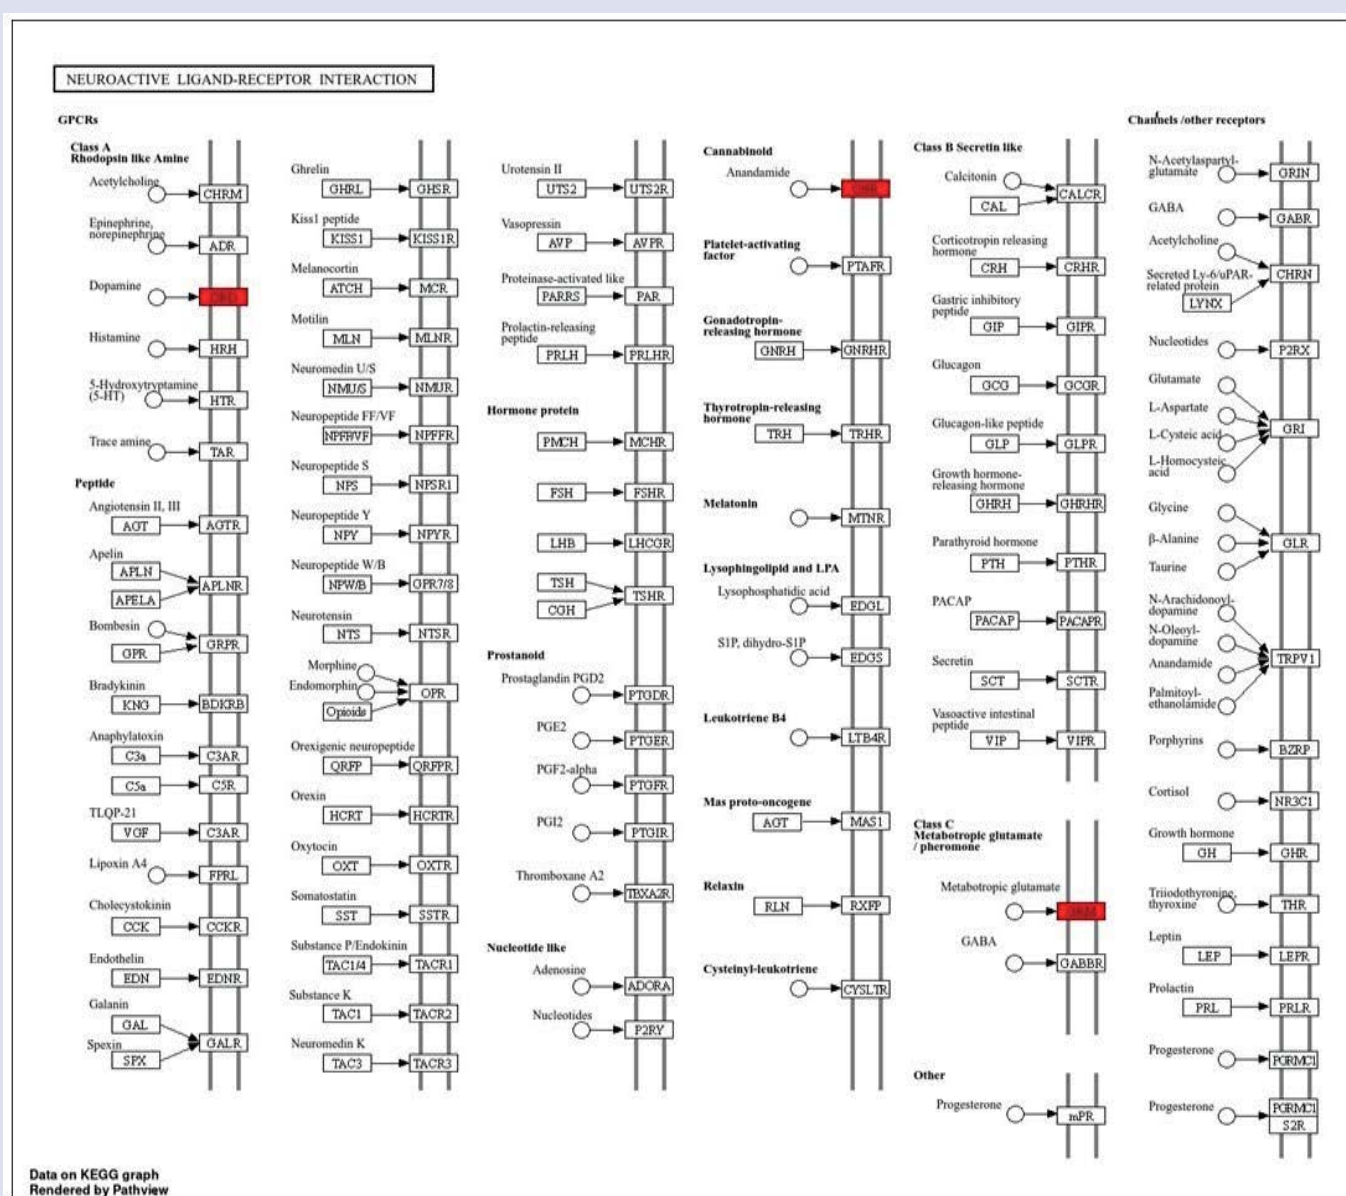 NEUROACTIVE LIGAND-RECEPTOR INTERACTION
GPCRs
Class A
Rhodopsin like Amine
Acetylcholine
CHRM
Epinephrine,
norepinephrine
ADR
Dopamine
Histamine
HRH
5-Hydroxytryptamine
(5-HT)
HTR
Trace amine
TAR
Peptide
Angiotensin II, III
AGT AGTR
Apelin
APLN
APLNR
APELA
Bombesin
GRPR
GPR
Bradykinin
KNG BDKRB
Anaphylatoxin
C3a C3AR
C5a C5R
TLQP-21
VGF C3AR
Lipoxin A4
FPRL
Cholecystokinin
CCK CCKR
Endothelin
EDN EDNR
Galanin
GAL
GALR
Spexin
SPX
Ghrelin
GHRL GHSR
Kiss1 peptide
KISS1 KISS1R
Melanocortin
ATCH MCR
Motilin
MLN MLNR
Neuromedin U/S
NMU/S NMUR
Neuropeptide FF/VF
NPFF/VF NPFFR
Neuropeptide S
NPS NPSR1
Neuropeptide Y
NPY NPYR
Neuropeptide W/B
NPW/B GPR7/8
Neurotensin
NTS NTSR
Morphine
Endomorphin
OPR
Opioids
Orexigenic neuropeptide
QRFP QRFPR
Orexin
HCRT HCRTR
Oxytocin
OXT OXTR
Somatostatin
SST SSTR
Substance P/Endokinin
TAC1/4 TACR1
Substance K
TAC1 TACR2
Neuromedin K
TAC3 TACR3
Urotensin II
UTS2 UTS2R
Vasopressin
AVP AVPR
Proteinase-activated like
PARRS PAR
Prolactin-releasing
peptide
PRLH PRLHR
Hormone protein
PMCH MCHR
FSH FSHR
LHB LHCGR
TSH
TSHR
CGH
Prostanoid
Prostaglandin PGD2
PTGDR
PGE2
PTGER
PGF2-alpha
PTGFR
PGI2
PTGIR
Thromboxane A2
TBXA2R
Nucleotide like
Adenosine
ADORA
Nucleotides
P2RY
Cannabinoid
Anandamide
Platelet-activating
factor
PTAFR
Gonadotropin-
releasing hormone
GNRH GNRHR
Thyrotropin-releasing
hormone
TRH TRHR
Melatonin
MTNR
Lysophingolipid and LPA
Lysophosphatidic acid
EDGL
S1P, dihydro-S1P
EDGS
Leukotriene B4
LTB4R
Mas proto-oncogene
AGT MAS1
Relaxin
RLN RXFP
Cysteinyl-leukotriene
CYSLTR
Class B Secretin like
Calcitonin
CALCR
CAL
Corticotropin releasing
hormone
CRH CRHR
Gastric inhibitory
peptide
GIP GIPR
Glucagon
GCG GCGR
Glucagon-like peptide
GLP GLPR
Growth hormone-
releasing hormone
GHRH GHRHR
Parathyroid hormone
PTH PTHR
PACAP
PACAP PACAPR
Secretin
SCT SCTR
Vasoactive intestinal
peptide
VIP VIPR
Class C
Metabotropic glutamate
/ pheromone
Metabotropic glutamate
GABA
GABBR
Other
Progesterone
mPR
Channels /other receptors
N-Acetylaspartyl-
glutamate
GRIN
GABA
GABR
Acetylcholine
CHRN
Secreted Ly-6/uPAR-
related protein
LYNX
Nucleotides
P2RX
Glutamate
L-Aspartate
GRI
L-Cysteic acid
L-Homocysteic
acid
Glycine
β-Alanine
GLR
Taurine
N-Arachidonoyl-
dopamine
N-Oleoyl-
dopamine
TRPV1
Anandamide
Palmitoyl-
ethanolamide
Porphyrins
BZRP
Cortisol
NR3C1
Growth hormone
GH GHR
Triiodothyronine,
thyroxine
THR
Leptin
LEP LEPR
Prolactin
PRL PRLR
Progesterone
PGRMC1
Progesterone
PGRMC1
S2R
Data on KEGG graph
Rendered by Pathview